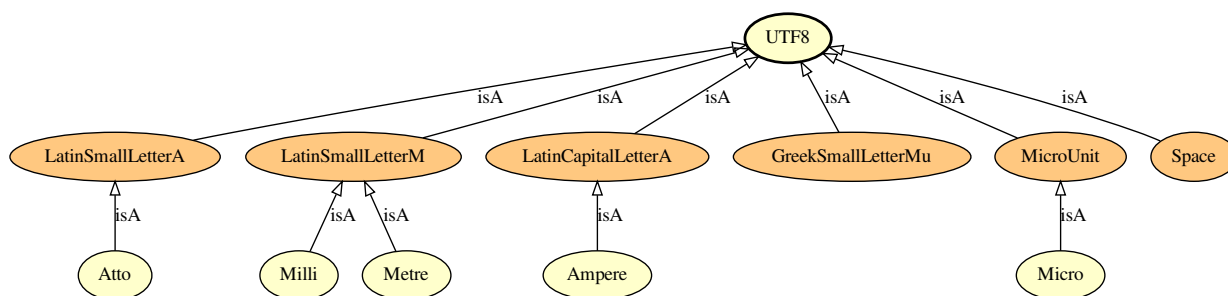 UTF8
isA isA isA isA isA isA
LatinSmallLetterA LatinSmallLetterM LatinCapitalLetterA GreekSmallLetterMu MicroUnit Space
isA isA isA isA isA
Atto Milli Metre Ampere Micro